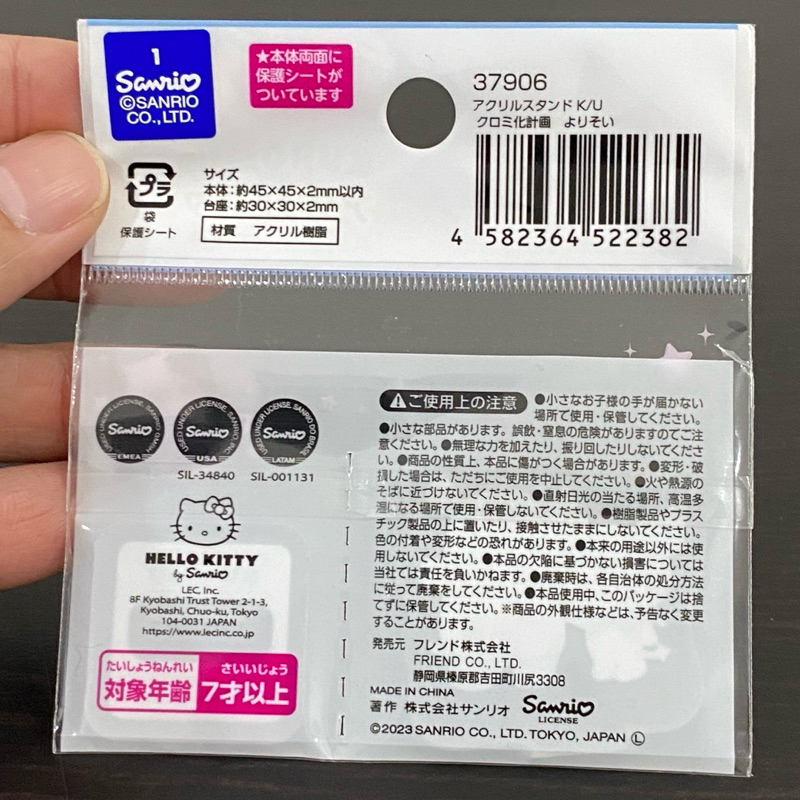 1
Sanrio
©SANRIO
CO.,LTD.
★本体両面に
保護シートが
ついています
37906
アクリルスタンド K/U
クロミ化計画　よりそい
4 582364 522382
プラ
袋
保護シート
サイズ
本体：約45×45×2mm以内
台座：約30×30×2mm
材質　アクリル樹脂
USED UNDER LICENSE, SANRIO
Sanrio
EMEA
USED UNDER LICENSE, SANRIO INC.
Sanrio
USA
USED UNDER LICENSE, SANRIO DO BRASIL
Sanrio
LATAM
SIL-34840
SIL-001131
HELLO KITTY
by Sanrio
LEC, Inc.
8F Kyobashi Trust Tower 2-1-3,
Kyobashi, Chuo-ku, Tokyo
104-0031 JAPAN
https://www.lecinc.co.jp
たいしょうねんれい　さいいじょう
対象年齢 7才以上
⚠ご使用上の注意 ●小さなお子様の手が届かない
場所で使用・保管してください。
●小さな部品があります。誤飲・窒息の危険がありますのでご注
意ください。●無理な力を加えたり、振り回したりしないでくださ
い。●商品の性質上、本品に傷がつく場合があります。●変形・破
損した場合は、ただちにご使用を中止してください。●火や熱源の
そばに近づけないでください。●直射日光の当たる場所、高温多
湿になる場所で使用・保管しないでください。●樹脂製品やプラス
チック製品の上に置いたり、接触させたままにしないでください。
色の付着や変形などの恐れがあります。●本来の用途以外には使
用しないでください。●本品の欠陥に基づかない損害については
当社では責任を負いかねます。●廃棄時は、各自治体の処分方法
に従って廃棄をしてください。●本品使用中、このパッケージは捨
てずに保管してください。※商品の外観仕様などは、予告なく変更
することがあります。
発売元　フレンド株式会社
FRIEND CO., LTD.
静岡県榛原郡吉田町川尻3308
MADE IN CHINA
著作　株式会社サンリオ　Sanrio
LICENSE
©2023 SANRIO CO., LTD. TOKYO, JAPAN Ⓛ